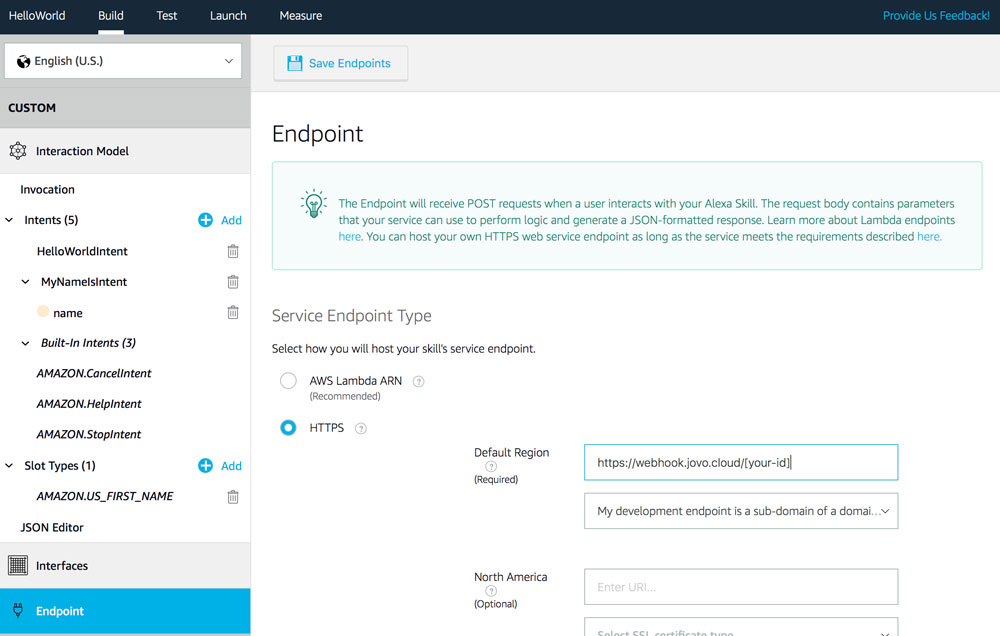 HelloWorld Build Test Launch Measure Provide Us Feedback!
English (U.S.)
Save Endpoints
CUSTOM
Interaction Model
Invocation
Intents (5) Add
HelloWorldIntent
MyNameIsIntent
name
Built-In Intents (3)
AMAZON.CancelIntent
AMAZON.HelpIntent
AMAZON.StopIntent
Slot Types (1) Add
AMAZON.US_FIRST_NAME
JSON Editor
Interfaces
Endpoint
Endpoint
The Endpoint will receive POST requests when a user interacts with your Alexa Skill. The request body contains parameters
that your service can use to perform logic and generate a JSON-formatted response. Learn more about Lambda endpoints
here. You can host your own HTTPS web service endpoint as long as the service meets the requirements described here.
Service Endpoint Type
Select how you will host your skill's service endpoint.
AWS Lambda ARN ?
(Recommended)
HTTPS ?
Default Region
?
(Required)
https://webhook.jovo.cloud/[your-id]
My development endpoint is a sub-domain of a domai...
North America
?
(Optional)
Enter URI...
Select SSL certificate type